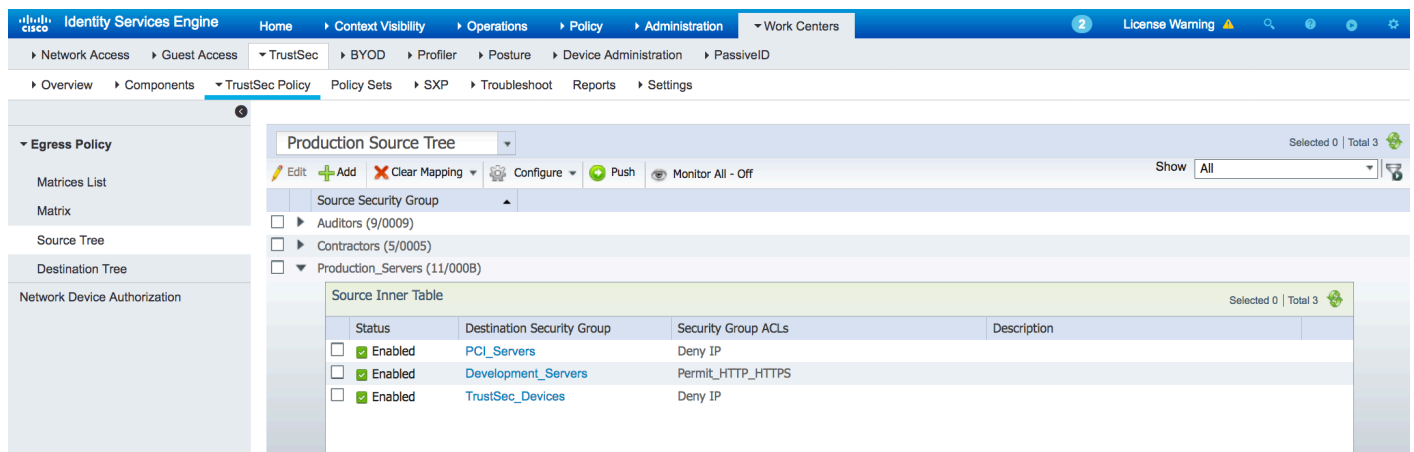 cisco Identity Services Engine Home Context Visibility Operations Policy Administration Work Centers 2 License Warning
Network Access Guest Access TrustSec BYOD Profiler Posture Device Administration PassiveID
Overview Components TrustSec Policy Policy Sets SXP Troubleshoot Reports Settings
Egress Policy
Matrices List
Matrix
Source Tree
Destination Tree
Network Device Authorization
Production Source Tree Selected 0 | Total 3
Edit Add Clear Mapping Configure Push Monitor All - Off Show All
Source Security Group
Auditors (9/0009)
Contractors (5/0005)
Production_Servers (11/000B)
Source Inner Table Selected 0 | Total 3
Status Destination Security Group Security Group ACLs Description
Enabled PCI_Servers Deny IP
Enabled Development_Servers Permit_HTTP_HTTPS
Enabled TrustSec_Devices Deny IP